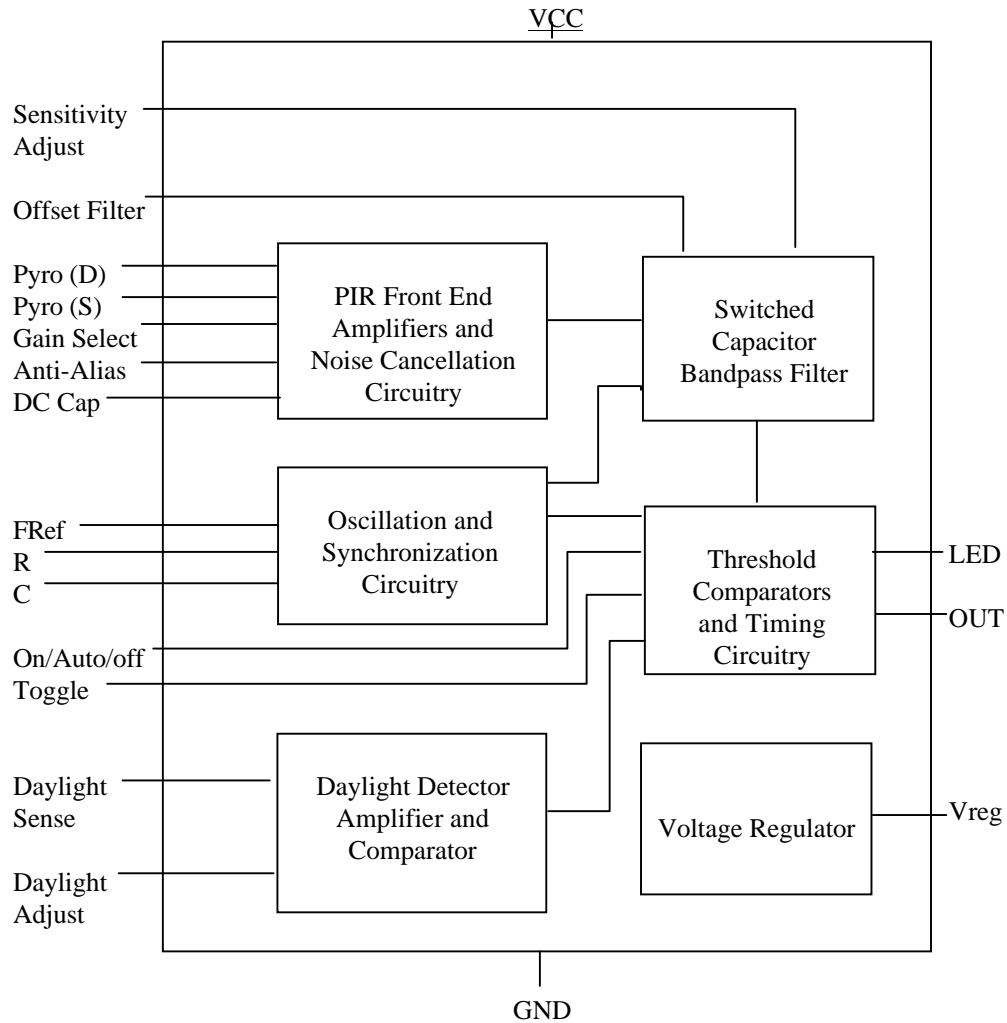 VCC
Sensitivity
Adjust
Offset Filter
Pyro (D)
Pyro (S)
Gain Select
Anti-Alias
DC Cap
PIR Front End
Amplifiers and
Noise Cancellation
Circuitry
Switched
Capacitor
Bandpass Filter
FRef
R
C
Oscillation and
Synchronization
Circuitry
Threshold
Comparators
and Timing
Circuitry
LED
OUT
On/Auto/off
Toggle
Daylight
Sense
Daylight
Adjust
Daylight Detector
Amplifier and
Comparator
Voltage Regulator
Vreg
GND